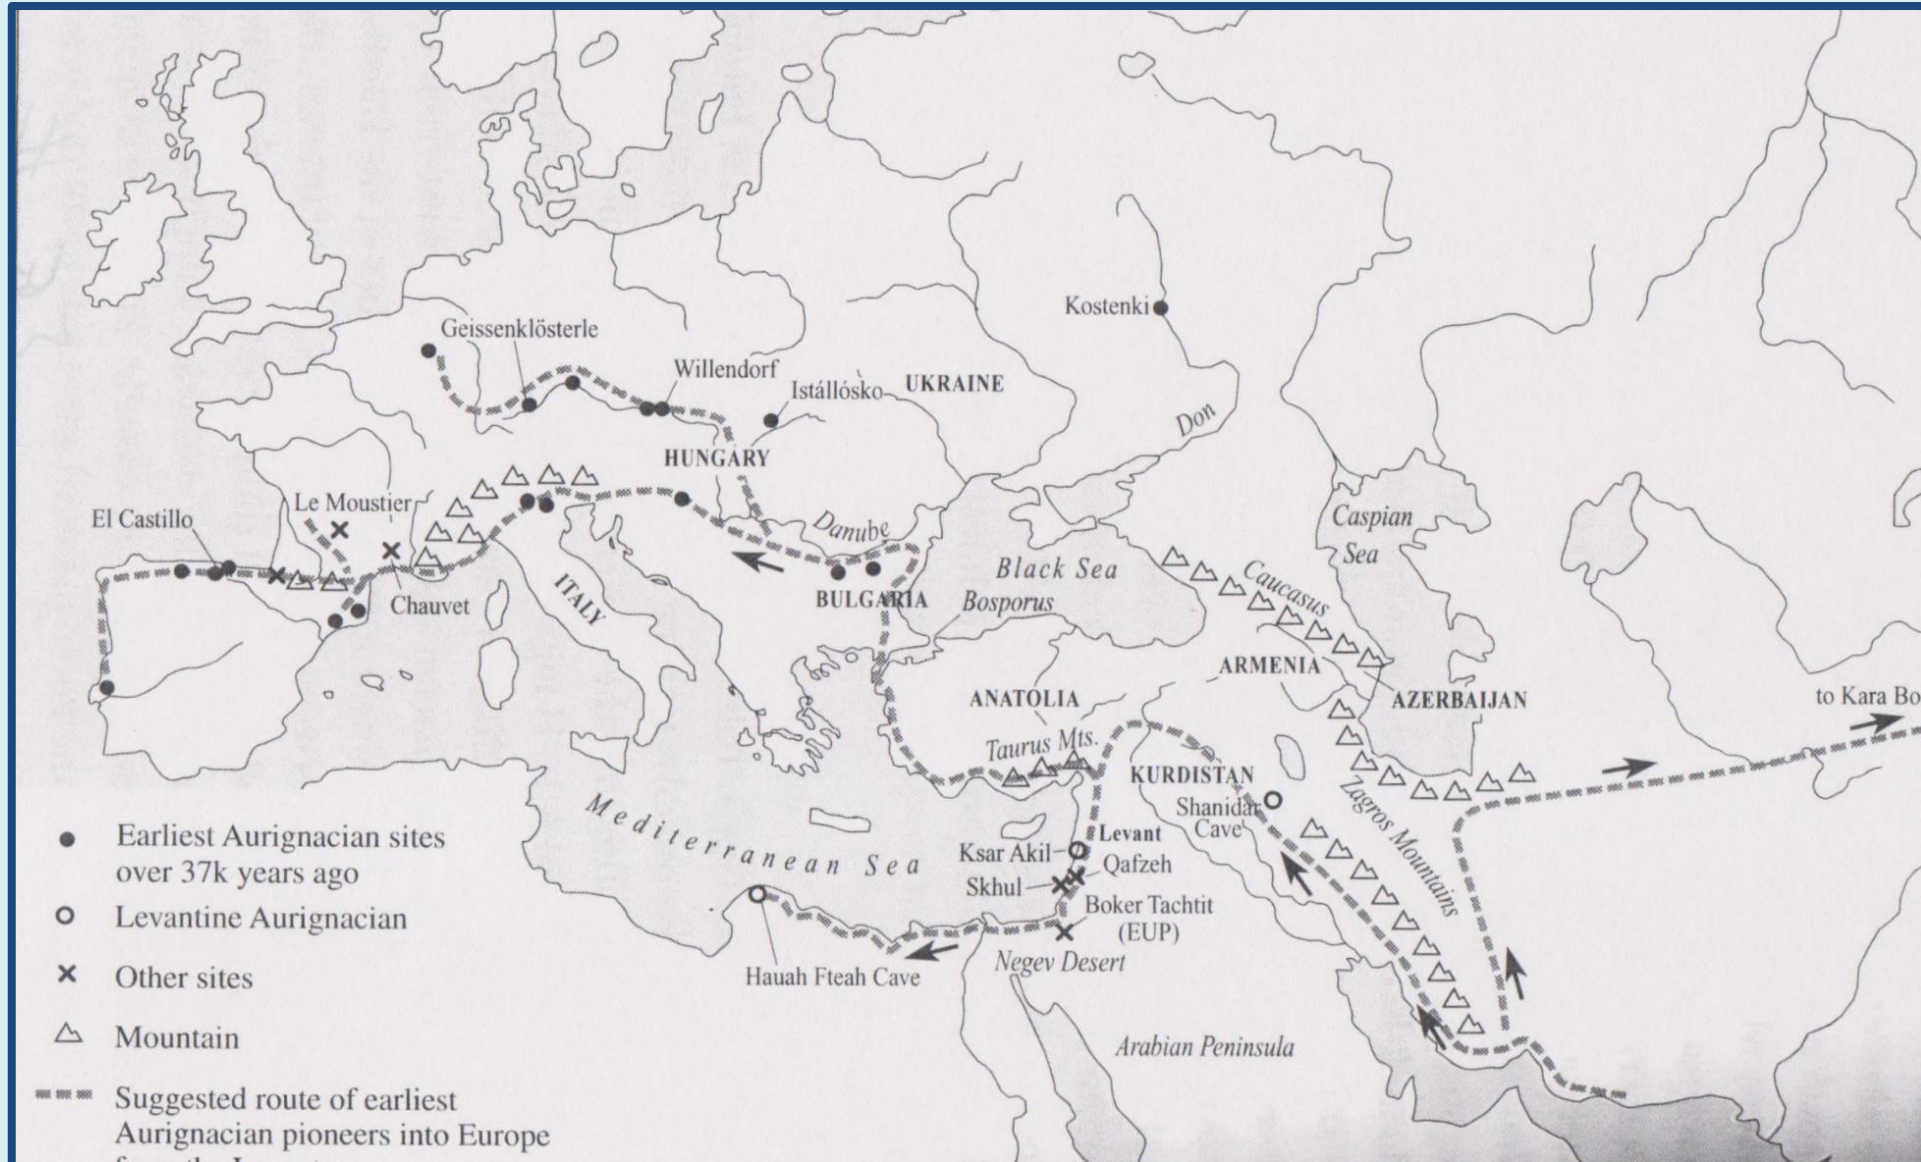 Geissenklösterle
Kostenki
Willendorf
Istállósko
UKRAINE
Don
HUNGARY
Le Moustier
El Castillo
Danube
Caspian
Sea
Black Sea
Bosporus
Caucasus
ITALY
Chauvet
BULGARIA
ARMENIA
ANATOLIA
AZERBAIJAN
to Kara Bo
Taurus Mts.
KURDISTAN
Shanidar
Cave
Zagros Mountains
Mediterranean Sea
Levant
Ksar Akil
Qafzeh
Skhul
Boker Tachtit
(EUP)
Negev Desert
Hauah Fteah Cave
Arabian Peninsula
Earliest Aurignacian sites
over 37k years ago
Levantine Aurignacian
Other sites
Mountain
Suggested route of earliest
Aurignacian pioneers into Europe